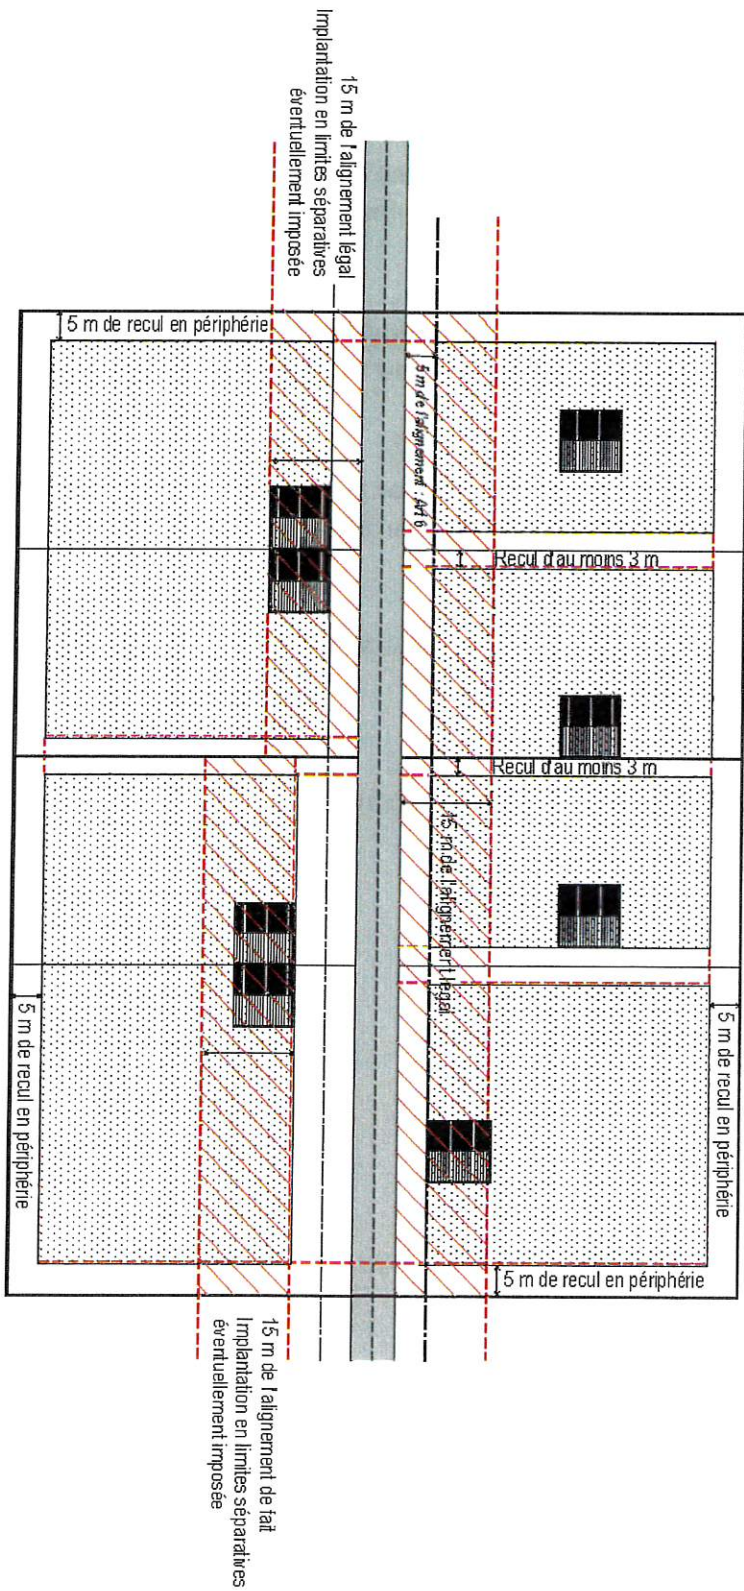 15 m de l'alignement légal
Implantation en limites séparatives
éventuellement imposée
5 m de recul en périphérie
5 m de l'alignement : Art 6
Recul d'au moins 3 m
Recul d'au moins 3 m
15 m de l'alignement légal
5 m de recul en périphérie
5 m de recul en périphérie
5 m de recul en périphérie
15 m de l'alignement de fait
Implantation en limites séparatives
éventuellement imposée